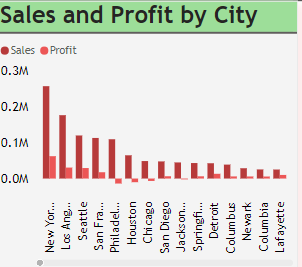 Sales and Profit by City
Sales Profit
0.3M
0.2M
0.1M
0.0M
New Yor...
Los Ang...
Seattle
San Fra...
Philadel...
Houston
Chicago
San Diego
Jackson...
Springfi...
Detroit
Columbus
Newark
Columbia
Lafayette